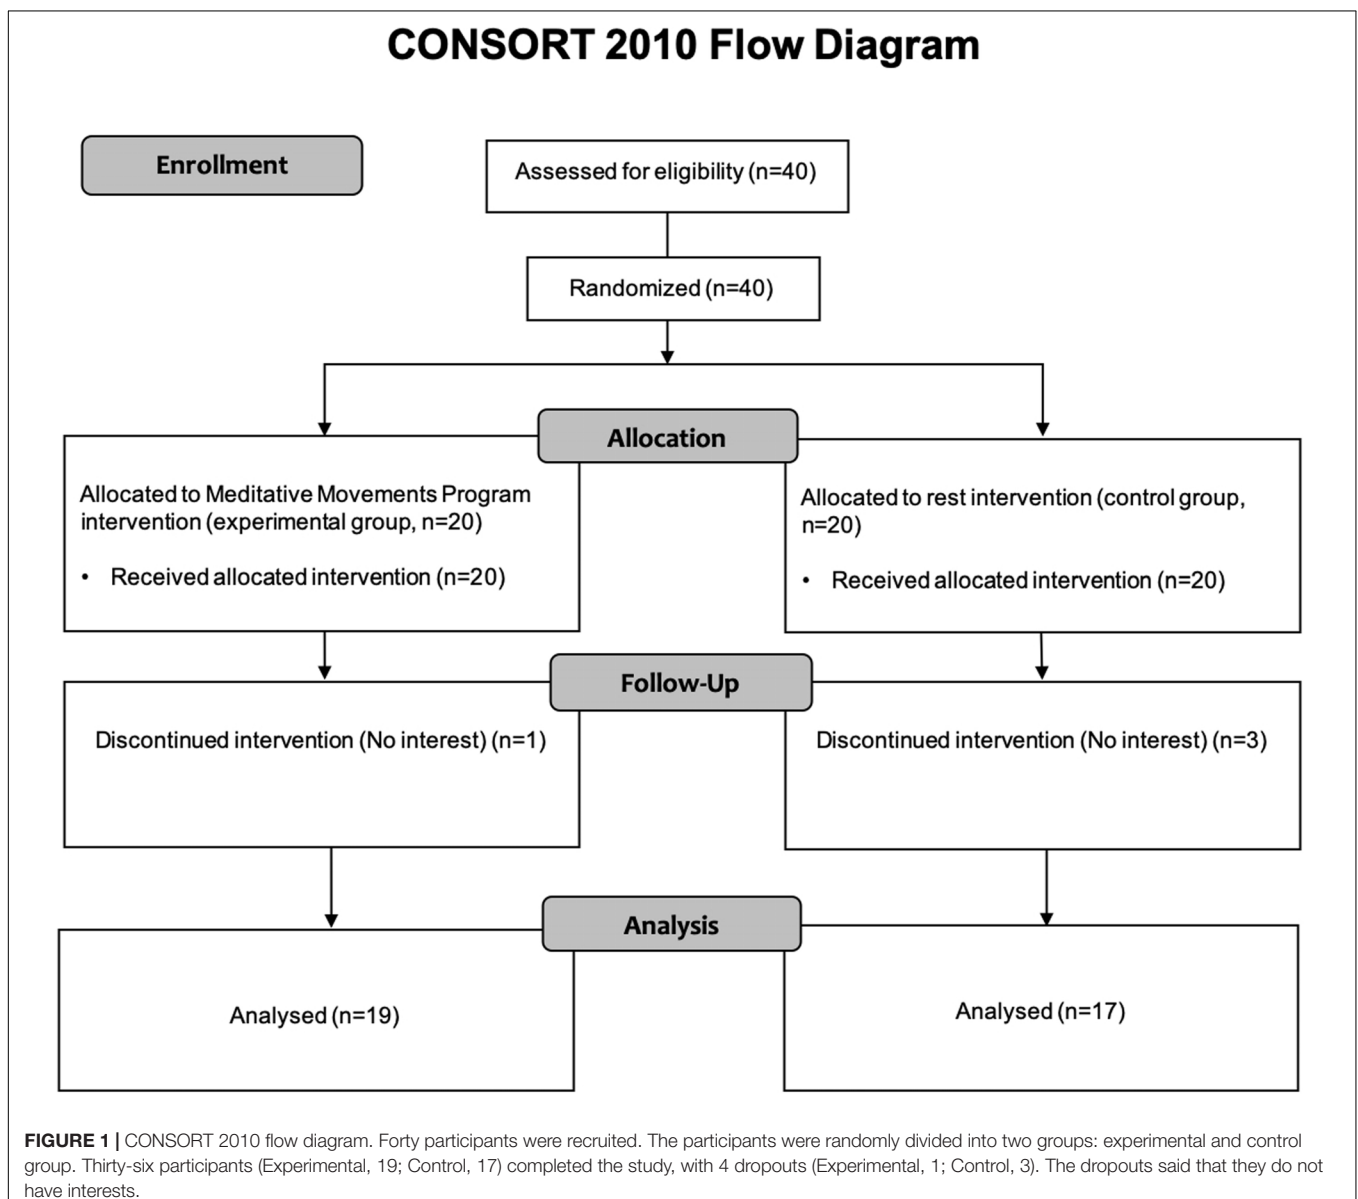 CONSORT 2010 Flow Diagram
Enrollment
Assessed for eligibility (n=40)
Randomized (n=40)
Allocation
Allocated to Meditative Movements Program
intervention (experimental group, n=20)
• Received allocated intervention (n=20)
Allocated to rest intervention (control group,
n=20)
• Received allocated intervention (n=20)
Follow-Up
Discontinued intervention (No interest) (n=1)
Discontinued intervention (No interest) (n=3)
Analysis
Analysed (n=19)
Analysed (n=17)
FIGURE 1 | CONSORT 2010 flow diagram. Forty participants were recruited. The participants were randomly divided into two groups: experimental and control
group. Thirty-six participants (Experimental, 19; Control, 17) completed the study, with 4 dropouts (Experimental, 1; Control, 3). The dropouts said that they do not
have interests.